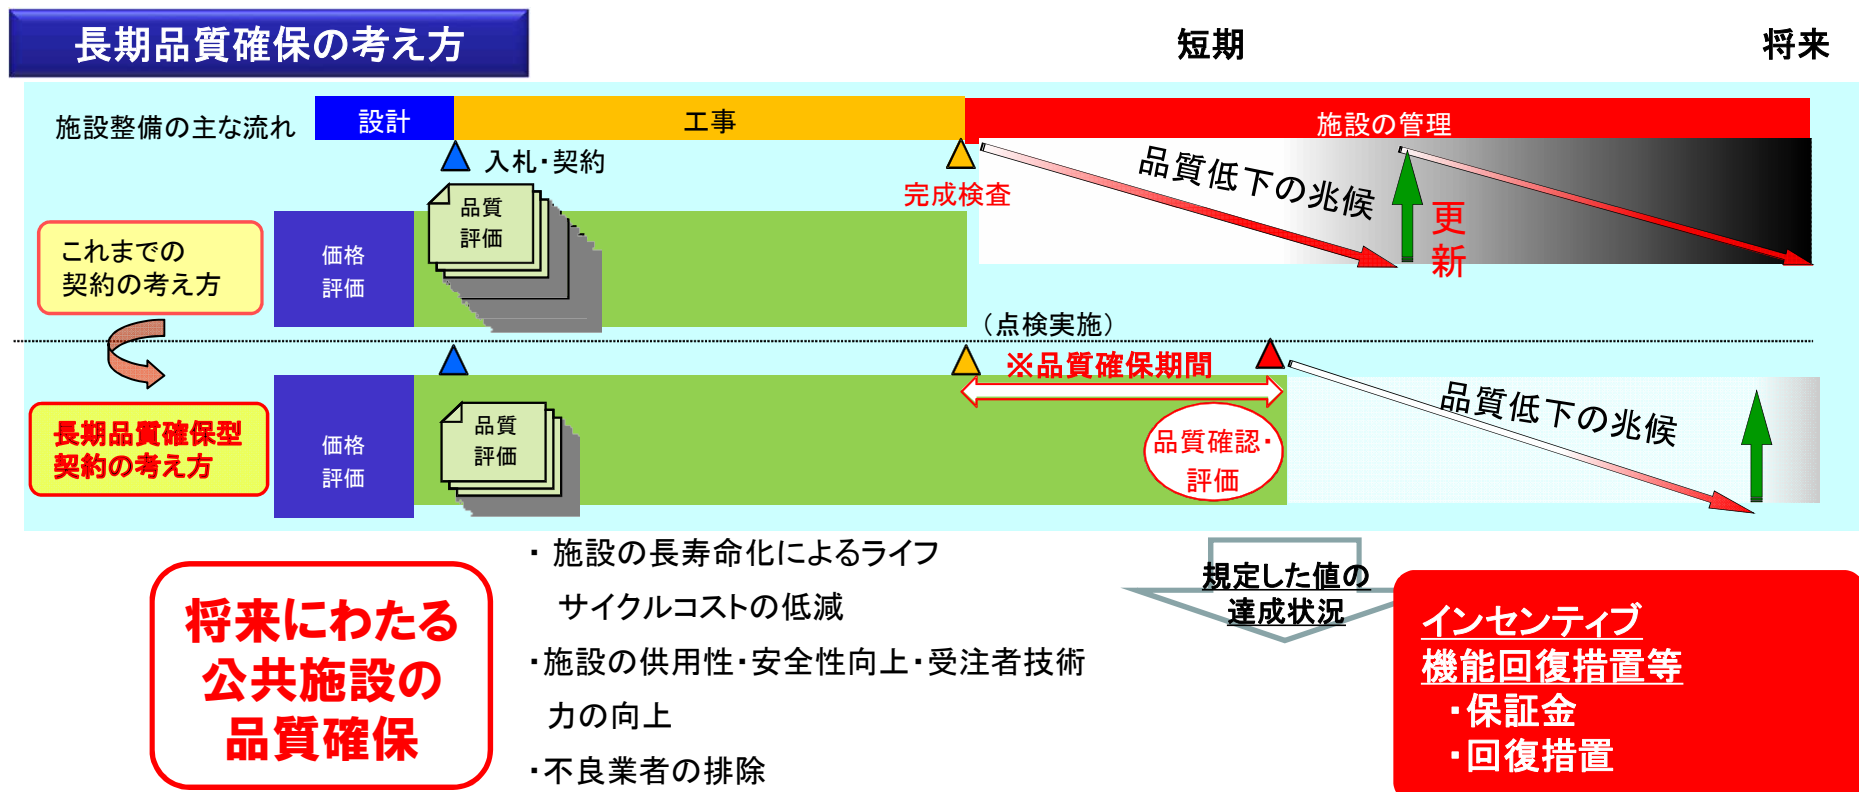 長期品質確保の考え方
短期
将来
施設整備の主な流れ
設計
工事
施設の管理
入札・契約
完成検査
品質低下の兆候
更
新
これまでの
契約の考え方
価格
評価
品質
評価
（点検実施）
※品質確保期間
長期品質確保型
契約の考え方
価格
評価
品質
評価
品質確認・
評価
品質低下の兆候
将来にわたる
公共施設の
品質確保
・ 施設の長寿命化によるライフ
サイクルコストの低減
・施設の供用性・安全性向上・受注者技術
力の向上
・不良業者の排除
規定した値の
達成状況
インセンティブ
機能回復措置等
・保証金
・回復措置